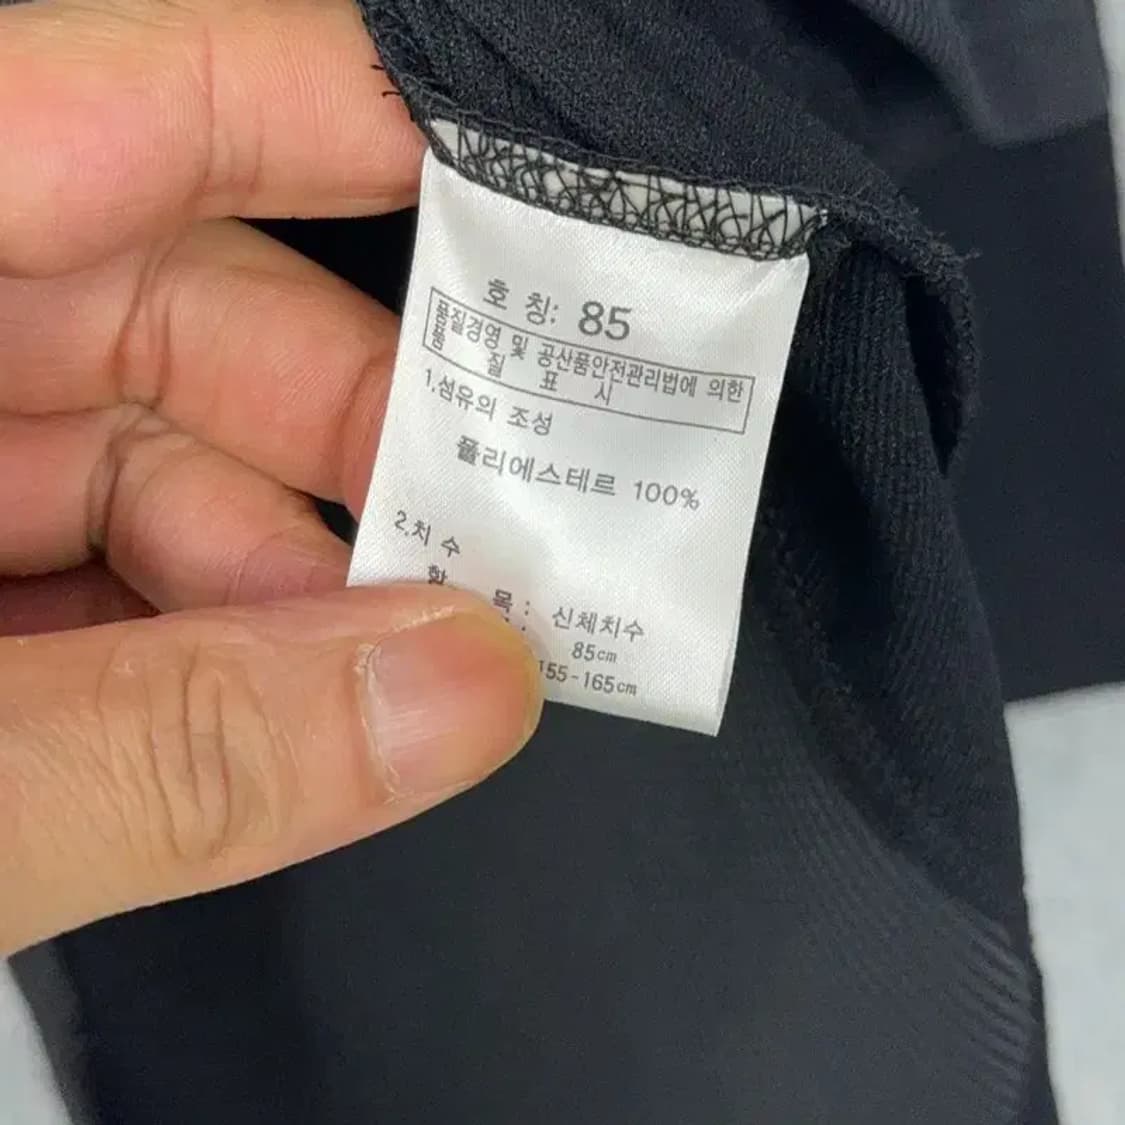 호 칭: 85
품질경영 및 공산품안전관리법에 의한
품 질 표 시
1.섬유의 조성
폴리에스테르 100%
2.치 수
항 목 : 신체치수
85cm
155-165cm